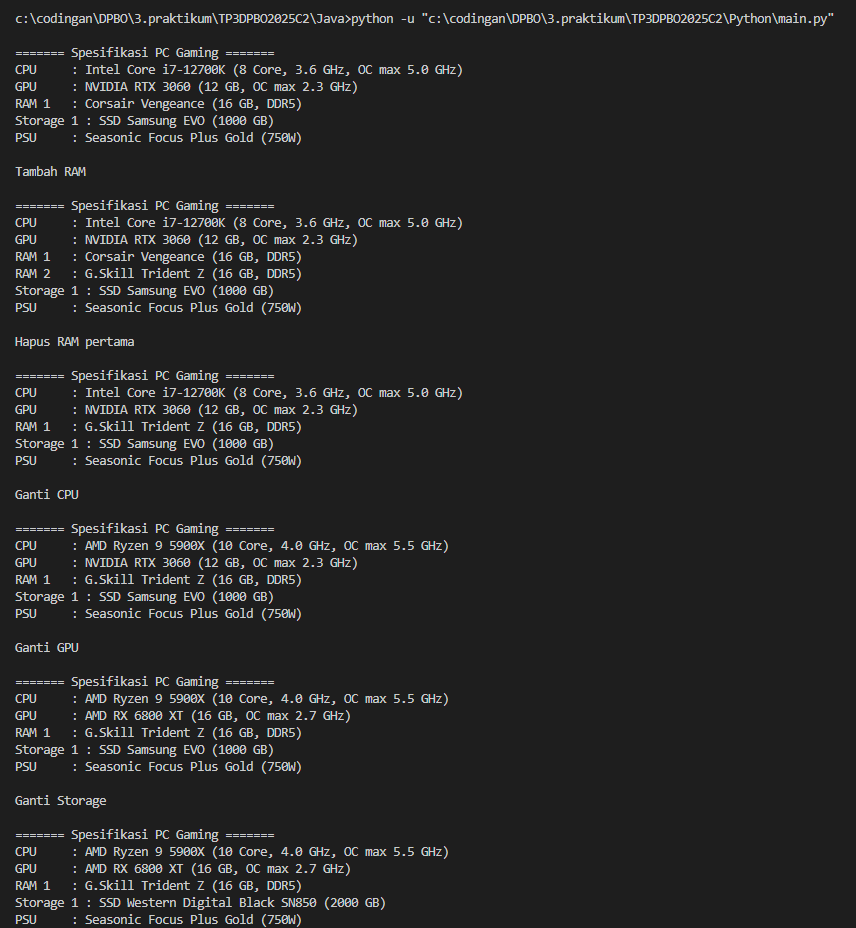 c:\codingan\DPBO\3.praktikum\TP3DPBO2025C2\Java>python -u "c:\codingan\DPBO\3.praktikum\TP3DPBO2025C2\Python\main.py"

======= Spesifikasi PC Gaming =======
CPU     : Intel Core i7-12700K (8 Core, 3.6 GHz, OC max 5.0 GHz)
GPU     : NVIDIA RTX 3060 (12 GB, OC max 2.3 GHz)
RAM 1   : Corsair Vengeance (16 GB, DDR5)
Storage 1 : SSD Samsung EVO (1000 GB)
PSU     : Seasonic Focus Plus Gold (750W)

Tambah RAM

======= Spesifikasi PC Gaming =======
CPU     : Intel Core i7-12700K (8 Core, 3.6 GHz, OC max 5.0 GHz)
GPU     : NVIDIA RTX 3060 (12 GB, OC max 2.3 GHz)
RAM 1   : Corsair Vengeance (16 GB, DDR5)
RAM 2   : G.Skill Trident Z (16 GB, DDR5)
Storage 1 : SSD Samsung EVO (1000 GB)
PSU     : Seasonic Focus Plus Gold (750W)

Hapus RAM pertama

======= Spesifikasi PC Gaming =======
CPU     : Intel Core i7-12700K (8 Core, 3.6 GHz, OC max 5.0 GHz)
GPU     : NVIDIA RTX 3060 (12 GB, OC max 2.3 GHz)
RAM 1   : G.Skill Trident Z (16 GB, DDR5)
Storage 1 : SSD Samsung EVO (1000 GB)
PSU     : Seasonic Focus Plus Gold (750W)

Ganti CPU

======= Spesifikasi PC Gaming =======
CPU     : AMD Ryzen 9 5900X (10 Core, 4.0 GHz, OC max 5.5 GHz)
GPU     : NVIDIA RTX 3060 (12 GB, OC max 2.3 GHz)
RAM 1   : G.Skill Trident Z (16 GB, DDR5)
Storage 1 : SSD Samsung EVO (1000 GB)
PSU     : Seasonic Focus Plus Gold (750W)

Ganti GPU

======= Spesifikasi PC Gaming =======
CPU     : AMD Ryzen 9 5900X (10 Core, 4.0 GHz, OC max 5.5 GHz)
GPU     : AMD RX 6800 XT (16 GB, OC max 2.7 GHz)
RAM 1   : G.Skill Trident Z (16 GB, DDR5)
Storage 1 : SSD Samsung EVO (1000 GB)
PSU     : Seasonic Focus Plus Gold (750W)

Ganti Storage

======= Spesifikasi PC Gaming =======
CPU     : AMD Ryzen 9 5900X (10 Core, 4.0 GHz, OC max 5.5 GHz)
GPU     : AMD RX 6800 XT (16 GB, OC max 2.7 GHz)
RAM 1   : G.Skill Trident Z (16 GB, DDR5)
Storage 1 : SSD Western Digital Black SN850 (2000 GB)
PSU     : Seasonic Focus Plus Gold (750W)